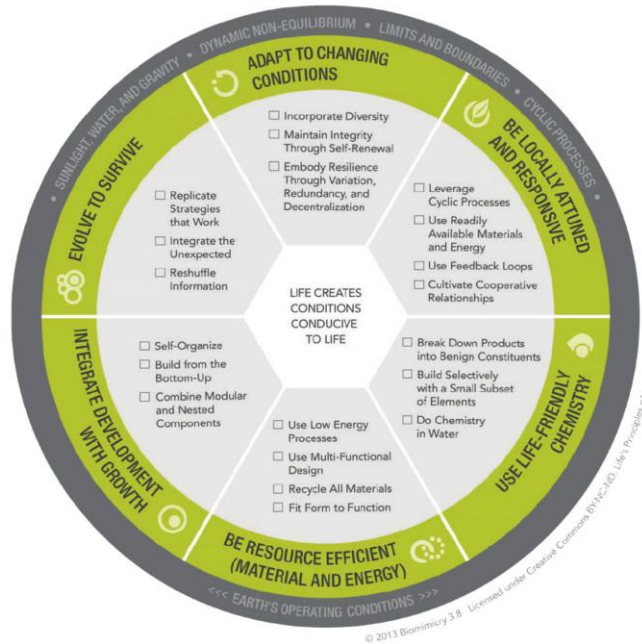 • SUNLIGHT, WATER, AND GRAVITY • DYNAMIC NON-EQUILIBRIUM • LIMITS AND BOUNDARIES • CYCLIC PROCESSES •
ADAPT TO CHANGING
CONDITIONS
☐ Incorporate Diversity
☐ Maintain Integrity
Through Self-Renewal
☐ Embody Resilience
Through Variation,
Redundancy, and
Decentralization
BE LOCALLY ATTUNED
AND RESPONSIVE
☐ Leverage
Cyclic Processes
☐ Use Readily
Available Materials
and Energy
☐ Use Feedback Loops
☐ Cultivate Cooperative
Relationships
USE LIFE-FRIENDLY
CHEMISTRY
☐ Break Down Products
into Benign Constituents
☐ Build Selectively
with a Small Subset
of Elements
☐ Do Chemistry
in Water
BE RESOURCE EFFICIENT
(MATERIAL AND ENERGY)
☐ Use Low Energy
Processes
☐ Use Multi-Functional
Design
☐ Recycle All Materials
☐ Fit Form to Function
INTEGRATE DEVELOPMENT
WITH GROWTH
☐ Self-Organize
☐ Build from the
Bottom-Up
☐ Combine Modular
and Nested
Components
EVOLVE TO SURVIVE
☐ Replicate
Strategies
that Work
☐ Integrate the
Unexpected
☐ Reshuffle
Information
LIFE CREATES
CONDITIONS
CONDUCIVE
TO LIFE
<<< EARTH'S OPERATING CONDITIONS >>>
© 2013 Biomimicry 3.8 Licensed under Creative Commons BY-NC-ND. Life's Principles